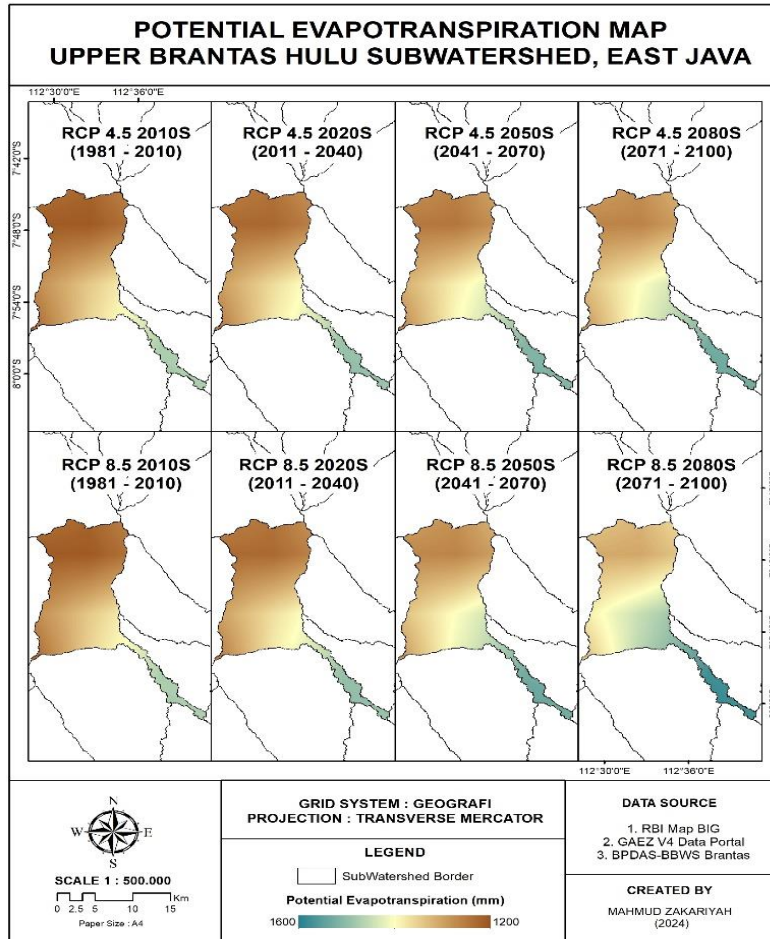 POTENTIAL EVAPOTRANSPIRATION MAP
UPPER BRANTAS HULU SUBWATERSHED, EAST JAVA
112°30'0"E 112°36'0"E
7°42'0"S
7°48'0"S
7°54'0"S
8°0'0"S
RCP 4.5 2010S
(1981 - 2010)
RCP 4.5 2020S
(2011 - 2040)
RCP 4.5 2050S
(2041 - 2070)
RCP 4.5 2080S
(2071 - 2100)
RCP 8.5 2010S
(1981 - 2010)
RCP 8.5 2020S
(2011 - 2040)
RCP 8.5 2050S
(2041 - 2070)
RCP 8.5 2080S
(2071 - 2100)
112°30'0"E 112°36'0"E
N
W E
S
SCALE 1 : 500.000
0 2.5 5 10 15 Km
Paper Size : A4
GRID SYSTEM : GEOGRAFI
PROJECTION : TRANSVERSE MERCATOR
LEGEND
SubWatershed Border
Potential Evapotranspiration (mm)
1600 1200
DATA SOURCE
1. RBI Map BIG
2. GAEZ V4 Data Portal
3. BPDAS-BBWS Brantas
CREATED BY
MAHMUD ZAKARIYAH
(2024)